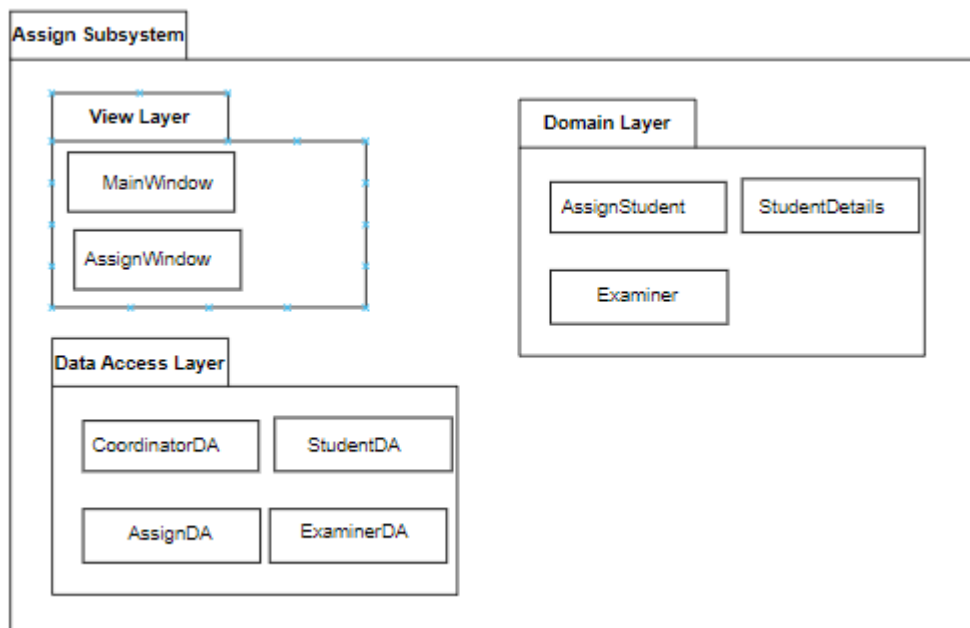 Assign Subsystem
View Layer
MainWindow
AssignWindow
Domain Layer
AssignStudent
StudentDetails
Examiner
Data Access Layer
CoordinatorDA
StudentDA
AssignDA
ExaminerDA